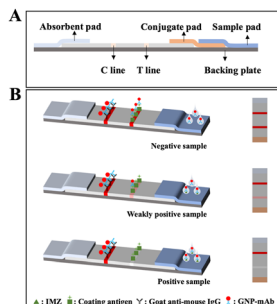 A
Absorbent pad Conjugate pad Sample pad
C line T line Backing plate
B
Negative sample
Weakly positive sample
Positive sample
: IMZ : Coating antigen : Goat anti-mouse IgG : GNP-mAb